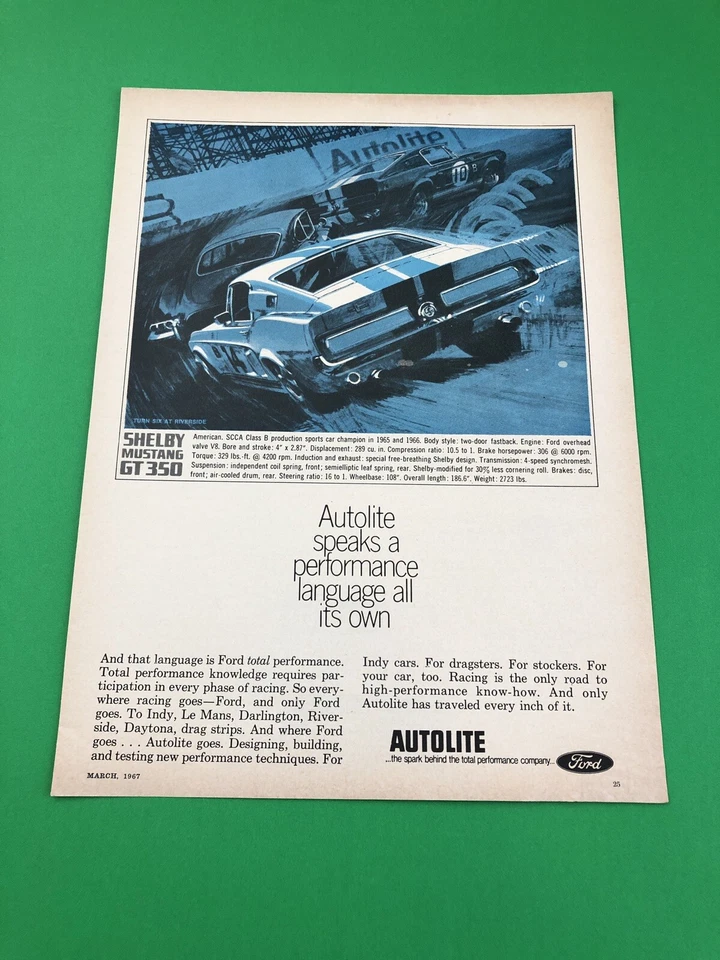 Autolite
10
B
TURN SIX AT RIVERSIDE
SHELBY
MUSTANG
GT 350
American. SCCA Class B production sports car champion in 1965 and 1966. Body style: two-door fastback. Engine: Ford overhead
valve V8. Bore and stroke: 4" x 2.87". Displacement: 289 cu. in. Compression ratio: 10.5 to 1. Brake horsepower: 306 @ 6000 rpm.
Torque: 329 lbs.-ft. @ 4200 rpm. Induction and exhaust: special free-breathing Shelby design. Transmission: 4-speed synchromesh.
Suspension: independent coil spring, front; semielliptic leaf spring, rear. Shelby-modified for 30% less cornering roll. Brakes: disc,
front; air-cooled drum, rear. Steering ratio: 16 to 1. Wheelbase: 108". Overall length: 186.6". Weight: 2723 lbs.
Autolite
speaks a
performance
language all
its own
And that language is Ford total performance.
Total performance knowledge requires par-
ticipation in every phase of racing. So every-
where racing goes—Ford, and only Ford
goes. To Indy, Le Mans, Darlington, River-
side, Daytona, drag strips. And where Ford
goes . . . Autolite goes. Designing, building,
and testing new performance techniques. For
Indy cars. For dragsters. For stockers. For
your car, too. Racing is the only road to
high-performance know-how. And only
Autolite has traveled every inch of it.
AUTOLITE
...the spark behind the total performance company...
Ford
MARCH, 1967
25